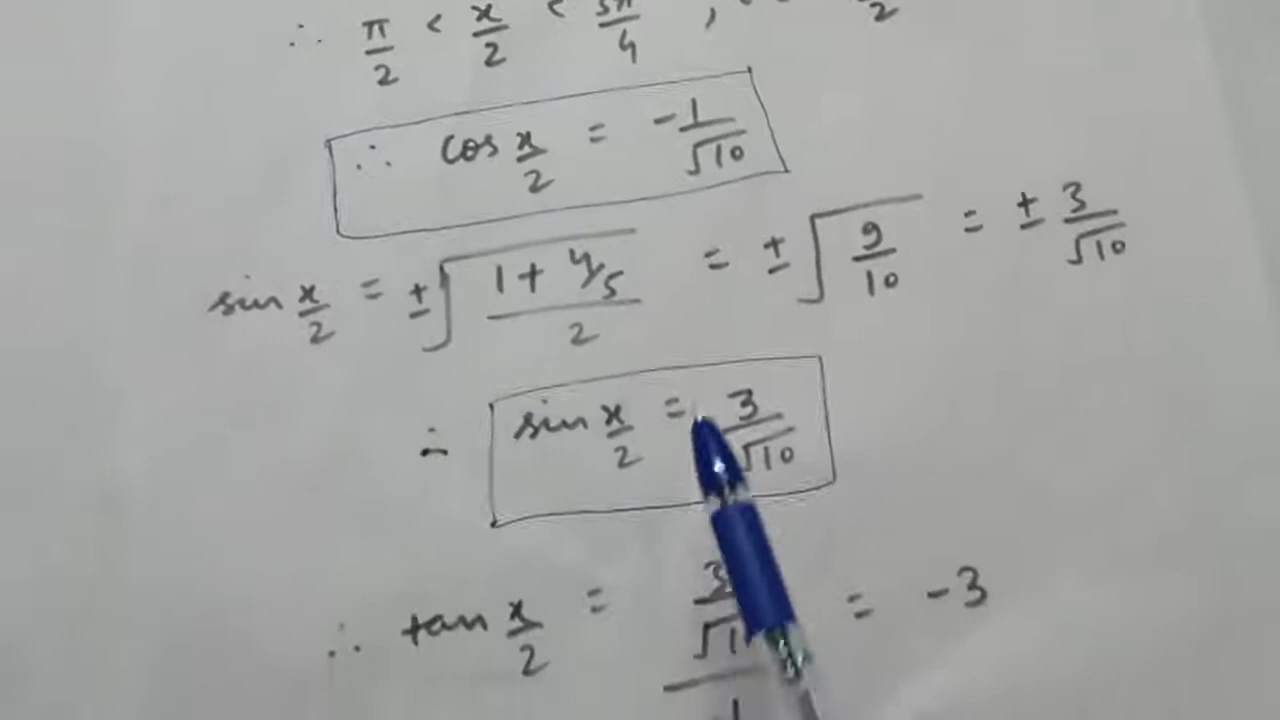 ∴ π/2 < x/2 < 3π/4 ,
∴ cos x/2 = -1/√10
sin x/2 = ±√((1 + 4/5)/2) = ±√(9/10) = ± 3/√10
∴ sin x/2 = 3/√10
∴ tan x/2 = = -3